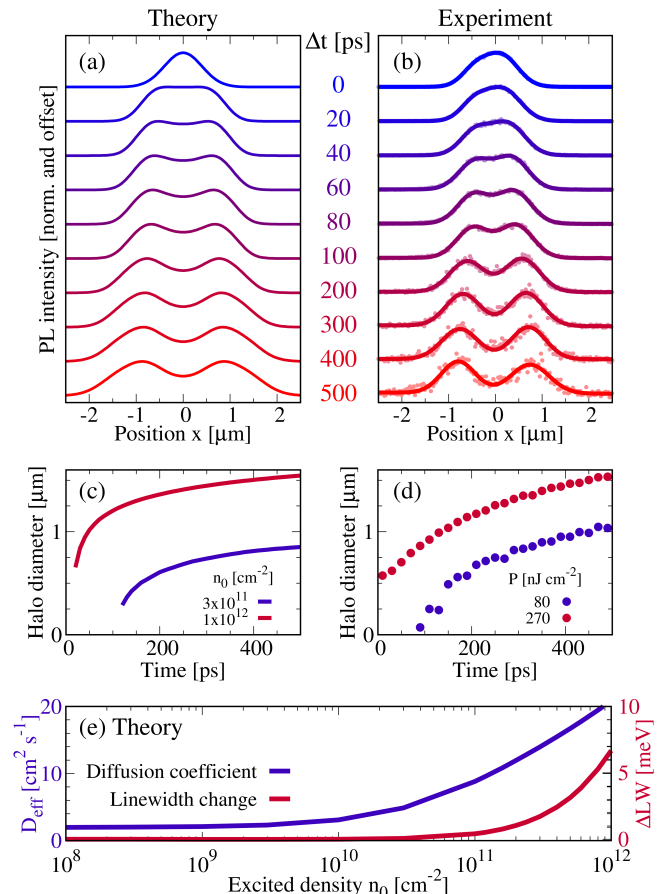 Theory
Experiment
Δt [ps]
(a)
(b)
0
20
40
60
80
100
200
300
400
500
PL intensity [norm. and offset]
-2 -1 0 1 2
-2 -1 0 1 2
Position x [μm]
Position x [μm]
(c)
(d)
Halo diameter [μm]
1
0
n0 [cm-2]
3x10^11
1x10^12
0 200 400
Time [ps]
Halo diameter [μm]
1
0
P [nJ cm-2]
80
270
0 200 400
Time [ps]
(e) Theory
Deff [cm2 s-1]
20
10
0
Diffusion coefficient
Linewidth change
10
5
0
ΔLW [meV]
10^8 10^9 10^10 10^11 10^12
Excited density n0 [cm-2]